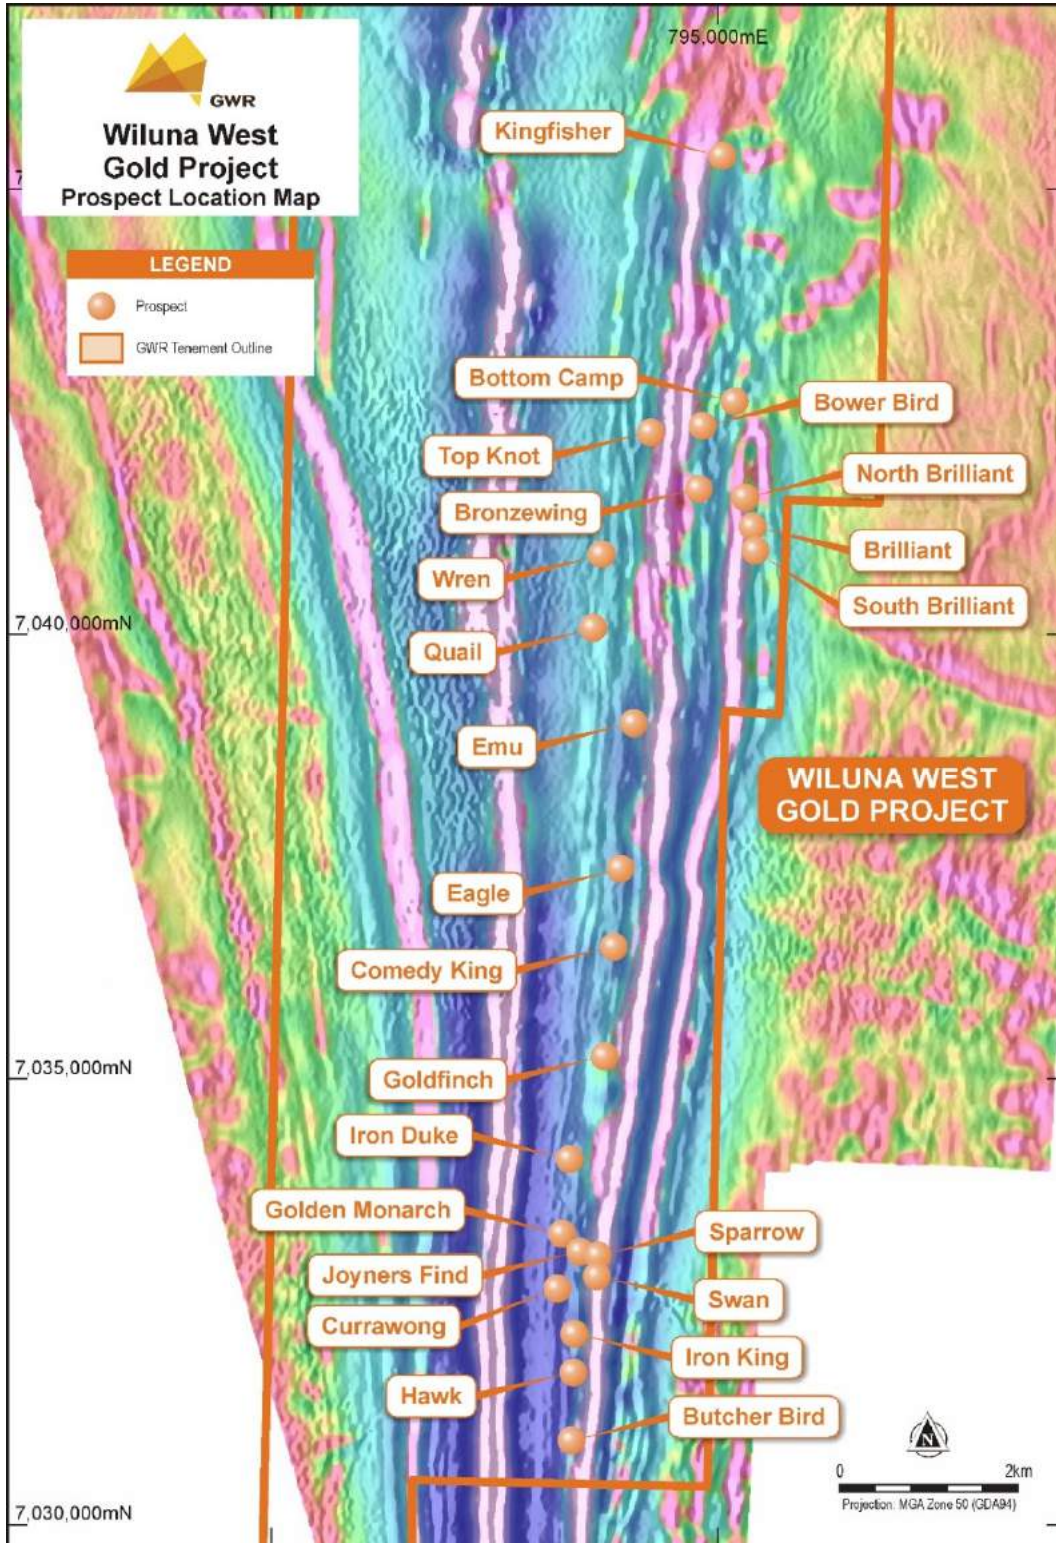 795,000mE
GWR
Wiluna West
Gold Project
Prospect Location Map
7
LEGEND
Prospect
GWR Tenement Outline
Kingfisher
Bottom Camp
Bower Bird
Top Knot
North Brilliant
Bronzewing
Brilliant
Wren
South Brilliant
7,040,000mN
Quail
Emu
WILUNA WEST
GOLD PROJECT
Eagle
Comedy King
7,035,000mN
Goldfinch
Iron Duke
Golden Monarch
Sparrow
Joyners Find
Swan
Currawong
Iron King
Hawk
Butcher Bird
N
0 2km
Projection: MGA Zone 50 (GDA94)
7,030,000mN